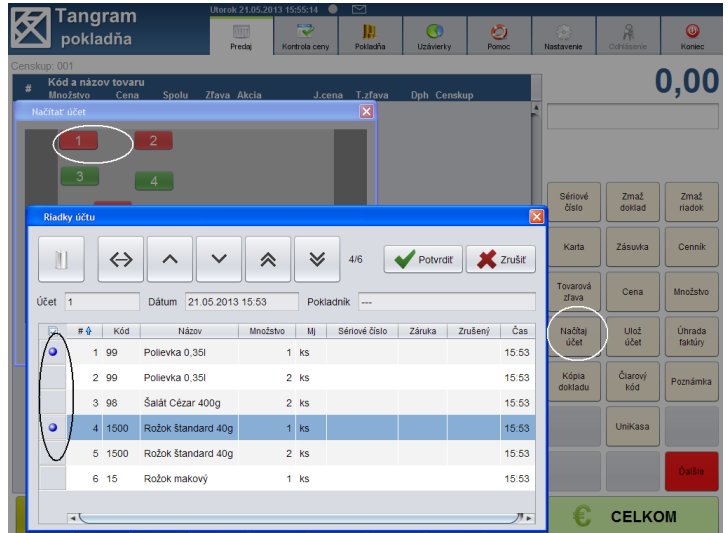 Tangram
pokladňa
Utorok 21.05.2013 15:55:14
Predaj Kontrola ceny Pokladňa Uzávierky Pomoc Nastavenie Odhlásenie Koniec
Censkup: 001
# Kód a názov tovaru
Množstvo Cena Spolu Zľava Akcia J.cena T.zľava Dph Censkup
0,00
Načítať účet
1 2
3 4
Riadky účtu
4/6 Potvrdiť Zrušiť
Účet 1 Dátum 21.05.2013 15:53 Pokladník ---
# Kód Názov Množstvo Mj Sériové číslo Záruka Zrušený Čas
1 99 Polievka 0,35l 1 ks 15:53
2 99 Polievka 0,35l 2 ks 15:53
3 98 Šalát Cézar 400g 2 ks 15:53
4 1500 Rožok štandard 40g 1 ks 15:53
5 1500 Rožok štandard 40g 2 ks 15:53
6 15 Rožok makový 1 ks 15:53
Sériové číslo Zmaž doklad Zmaž riadok
Karta Zásuvka Cenník
Tovarová zľava Cena Množstvo
Načítaj účet Ulož účet Úhrada faktúry
Kópia dokladu Čiarový kód Poznámka
UniKasa
Ďalšie
€ CELKOM